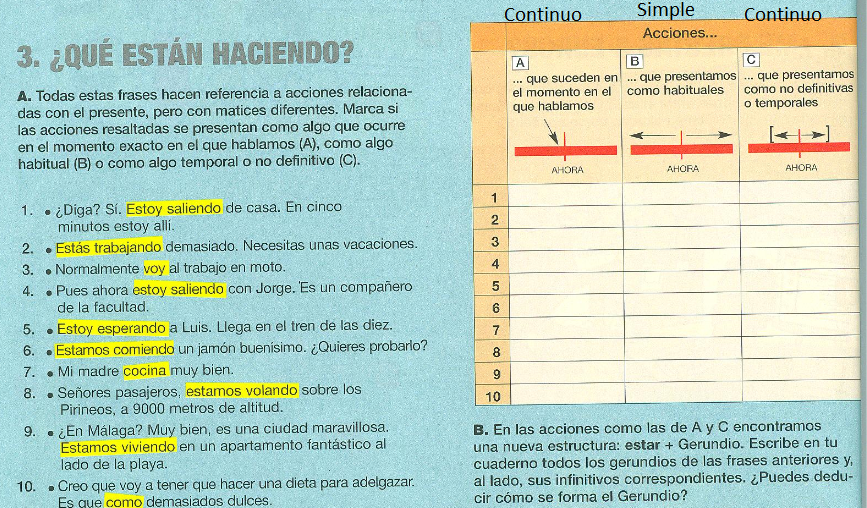 3. ¿QUÉ ESTÁN HACIENDO?
A. Todas estas frases hacen referencia a acciones relaciona-
das con el presente, pero con matices diferentes. Marca si
las acciones resaltadas se presentan como algo que ocurre
en el momento exacto en el que hablamos (A), como algo
habitual (B) o como algo temporal o no definitivo (C).
1. • ¿Diga? Sí. Estoy saliendo de casa. En cinco
minutos estoy allí.
2. • Estás trabajando demasiado. Necesitas unas vacaciones.
3. • Normalmente voy al trabajo en moto.
4. • Pues ahora estoy saliendo con Jorge. Es un compañero
de la facultad.
5. • Estoy esperando a Luis. Llega en el tren de las diez.
6. • Estamos comiendo un jamón buenísimo. ¿Quieres probarlo?
7. • Mi madre cocina muy bien.
8. • Señores pasajeros, estamos volando sobre los
Pirineos, a 9000 metros de altitud.
9. • ¿En Málaga? Muy bien, es una ciudad maravillosa.
Estamos viviendo en un apartamento fantástico al
lado de la playa.
10. • Creo que voy a tener que hacer una dieta para adelgazar.
Es que como demasiados dulces.
Continuo Simple Continuo
Acciones...
A
... que suceden en
el momento en el
que hablamos
AHORA
B
... que presentamos
como habituales
AHORA
C
... que presentamos
como no definitivas
o temporales
AHORA
1
2
3
4
5
6
7
8
9
10
B. En las acciones como las de A y C encontramos
una nueva estructura: estar + Gerundio. Escribe en tu
cuaderno todos los gerundios de las frases anteriores y,
al lado, sus infinitivos correspondientes. ¿Puedes dedu-
cir cómo se forma el Gerundio?